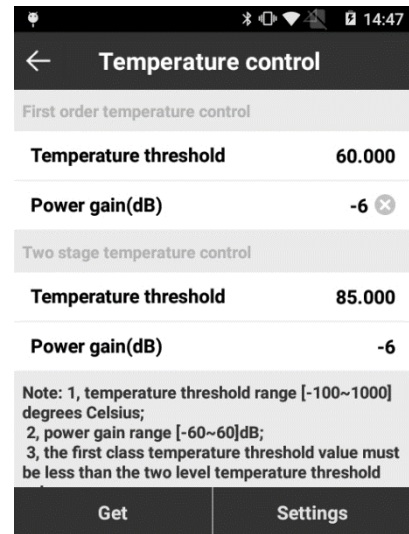 14:47
Temperature control
First order temperature control
Temperature threshold 60.000
Power gain(dB) -6
Two stage temperature control
Temperature threshold 85.000
Power gain(dB) -6
Note: 1, temperature threshold range [-100~1000]
degrees Celsius;
2, power gain range [-60~60]dB;
3, the first class temperature threshold value must
be less than the two level temperature threshold
Get Settings